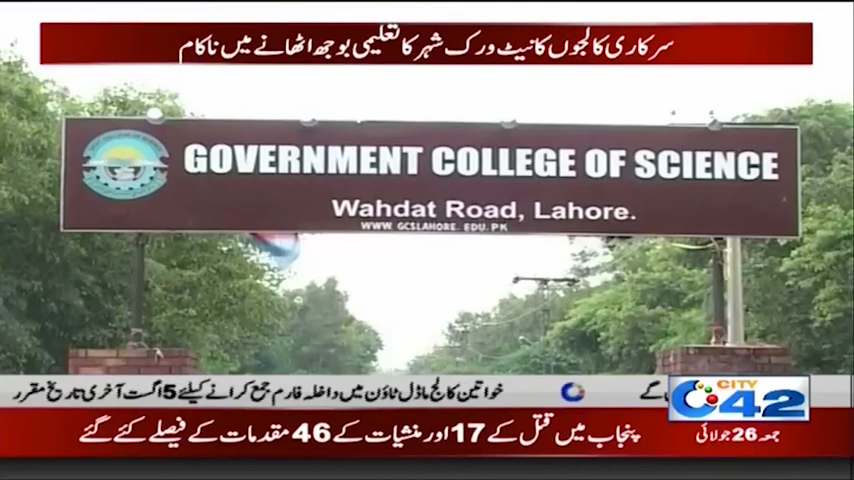 سرکاری کالجوں کا نیٹ ورک شہر کا تعلیمی بوجھ اٹھانے میں ناکام
GOVERNMENT COLLEGE OF SCIENCE
Wahdat Road, Lahore.
WWW.GCSLAHORE.EDU.PK
خواتین کالج ماڈل ٹاؤن میں داخلہ فارم جمع کرانے کیلئے 5 اگست آخری تاریخ مقرر
گے
CITY
42
پنجاب میں قتل کے 17 اور منشیات کے 46 مقدمات کے فیصلے کئے گئے
جمعہ 26 جولائی